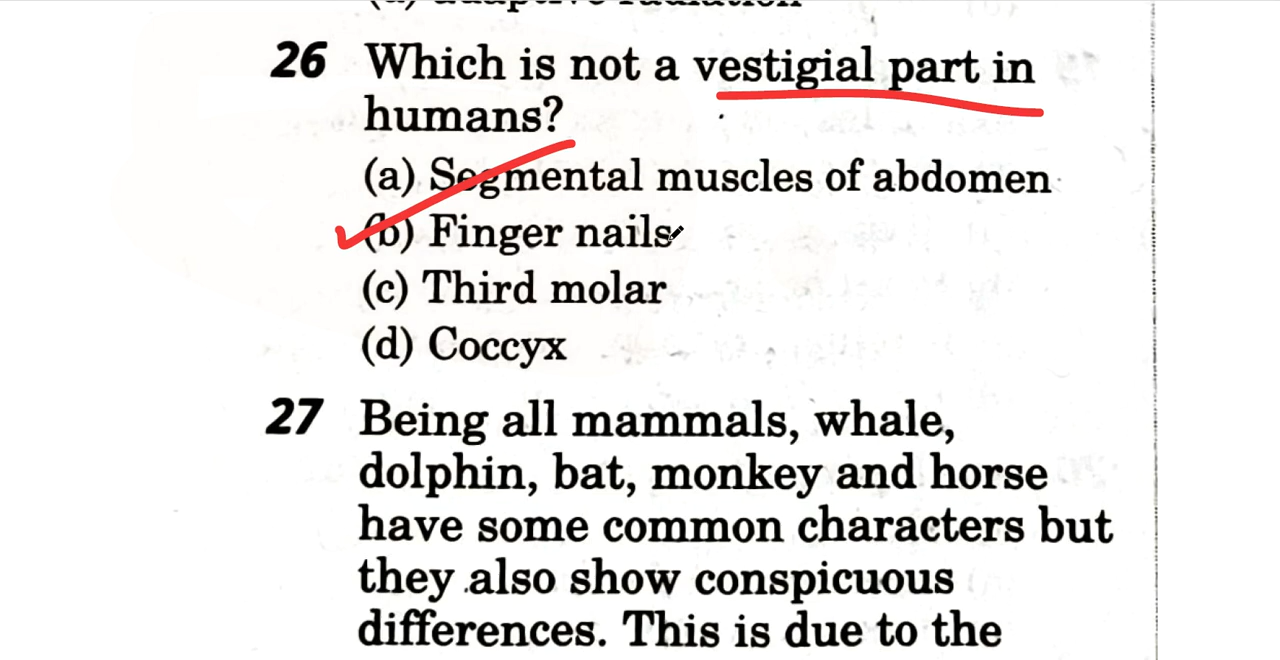 (d) adaptive radiation
26 Which is not a vestigial part in
humans?
(a) Segmental muscles of abdomen
(b) Finger nails
(c) Third molar
(d) Coccyx
27 Being all mammals, whale,
dolphin, bat, monkey and horse
have some common characters but
they also show conspicuous
differences. This is due to the